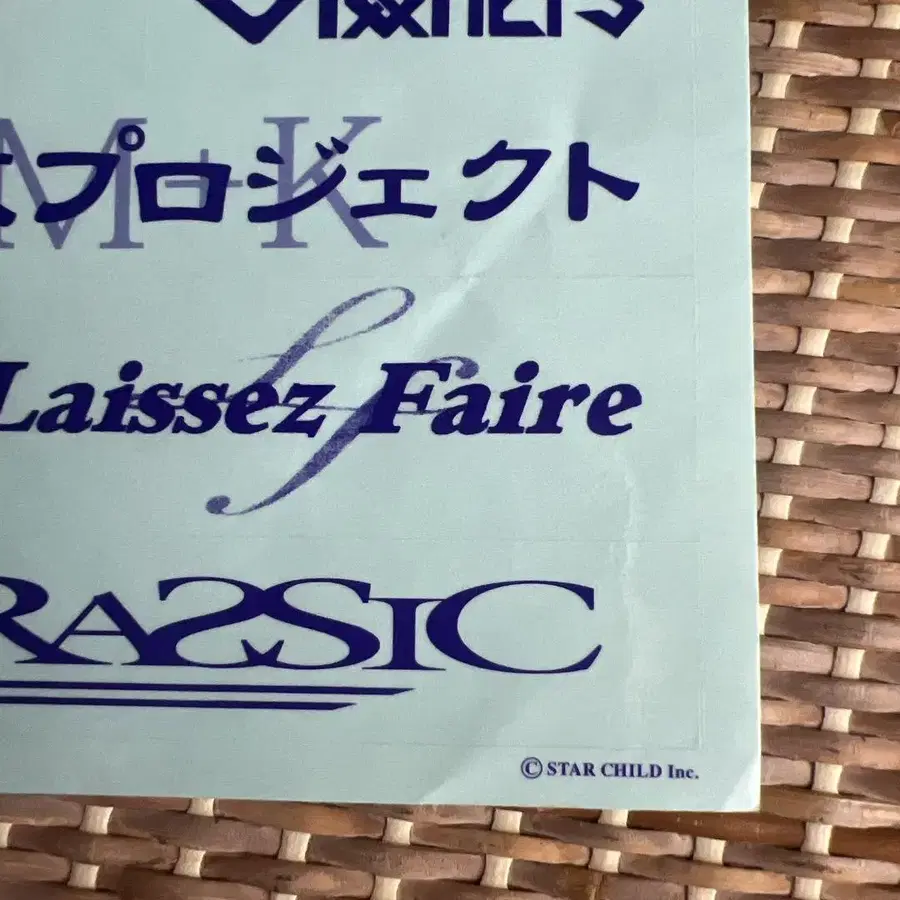 M+K
プロジェクト
Laissez Faire
f
RASSIC
© STAR CHILD Inc.